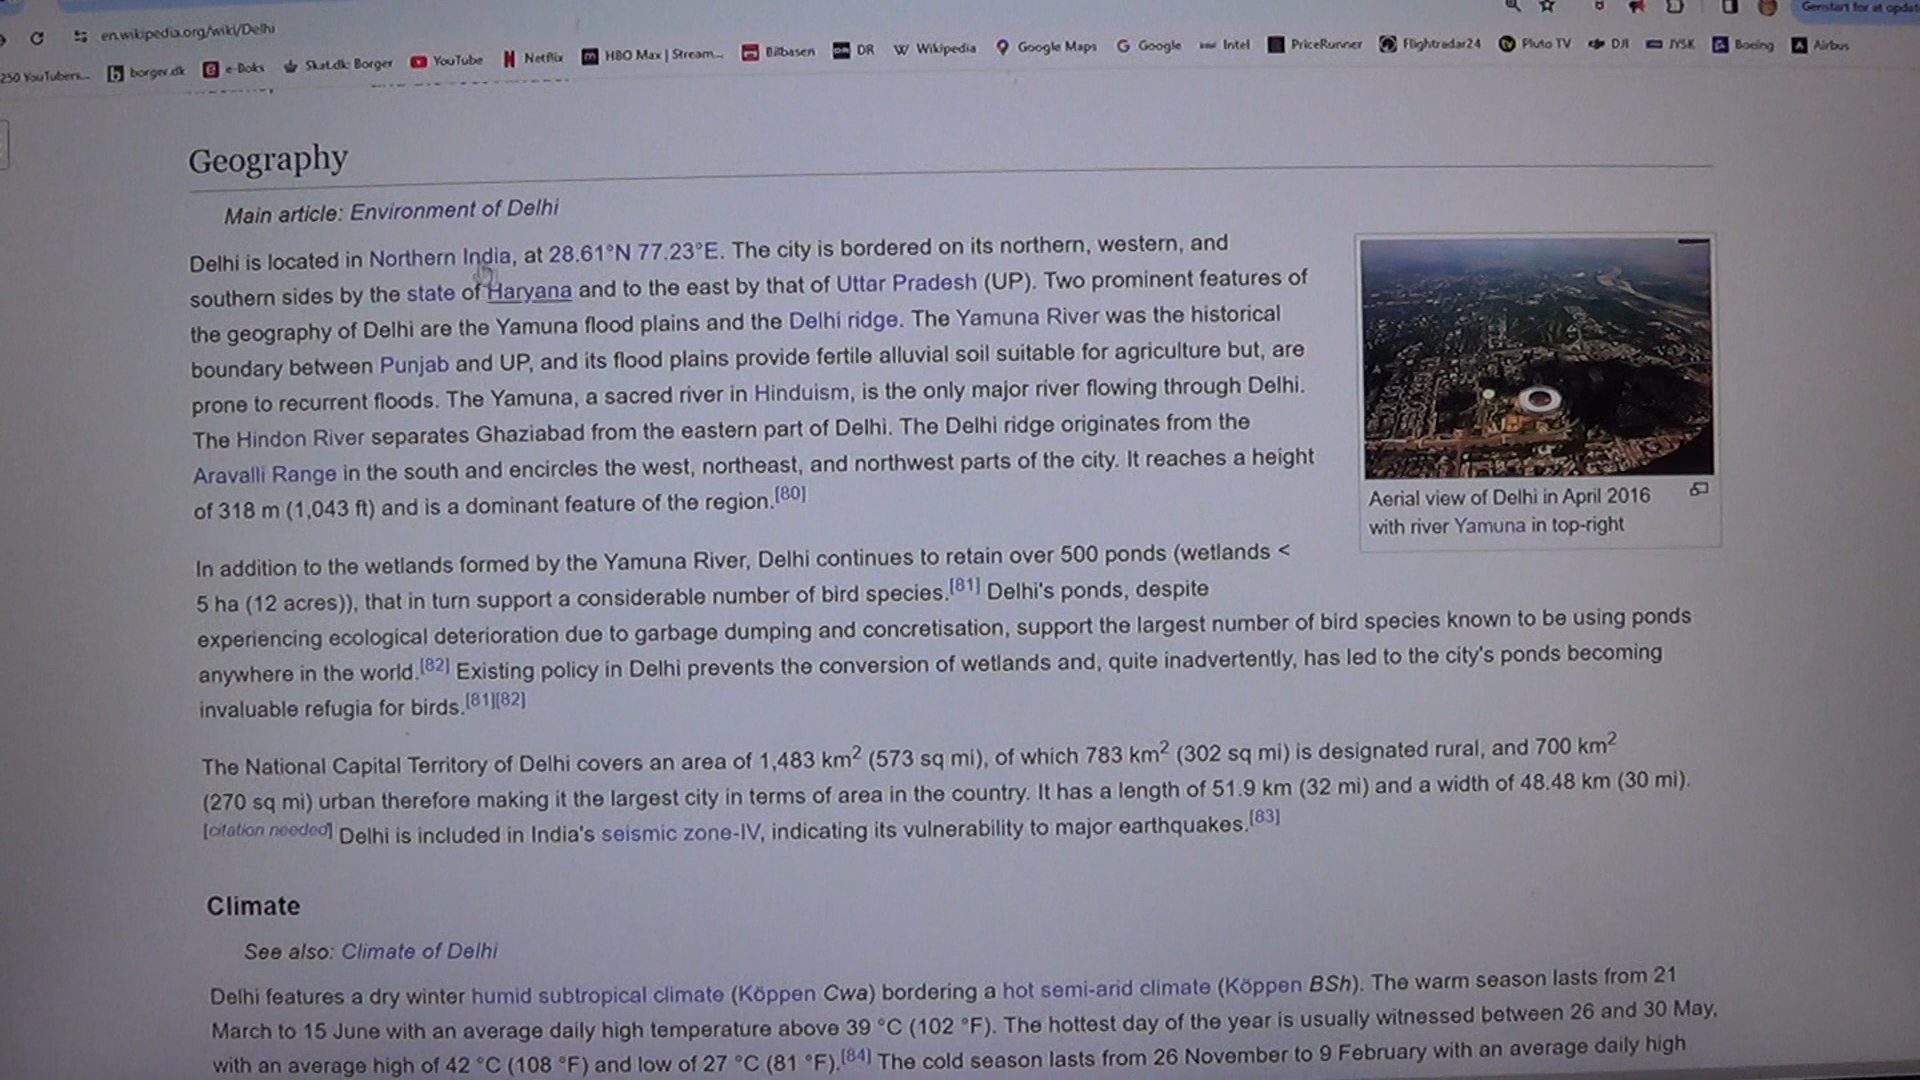 Genstart for at opdat
en.wikipedia.org/wiki/Delhi
250 YouTubers... borger.dk e-Boks Skat.dk: Borger YouTube Netflix HBO Max | Stream... Bilbasen DR Wikipedia Google Maps Google Intel PriceRunner Flightradar24 Pluto TV DJI JYSK Boeing Airbus
Geography
Main article: Environment of Delhi
Delhi is located in Northern India, at 28.61°N 77.23°E. The city is bordered on its northern, western, and
southern sides by the state of Haryana and to the east by that of Uttar Pradesh (UP). Two prominent features of
the geography of Delhi are the Yamuna flood plains and the Delhi ridge. The Yamuna River was the historical
boundary between Punjab and UP, and its flood plains provide fertile alluvial soil suitable for agriculture but, are
prone to recurrent floods. The Yamuna, a sacred river in Hinduism, is the only major river flowing through Delhi.
The Hindon River separates Ghaziabad from the eastern part of Delhi. The Delhi ridge originates from the
Aravalli Range in the south and encircles the west, northeast, and northwest parts of the city. It reaches a height
of 318 m (1,043 ft) and is a dominant feature of the region.[80]
Aerial view of Delhi in April 2016
with river Yamuna in top-right
In addition to the wetlands formed by the Yamuna River, Delhi continues to retain over 500 ponds (wetlands <
5 ha (12 acres)), that in turn support a considerable number of bird species.[81] Delhi's ponds, despite
experiencing ecological deterioration due to garbage dumping and concretisation, support the largest number of bird species known to be using ponds
anywhere in the world.[82] Existing policy in Delhi prevents the conversion of wetlands and, quite inadvertently, has led to the city's ponds becoming
invaluable refugia for birds.[81][82]
The National Capital Territory of Delhi covers an area of 1,483 km2 (573 sq mi), of which 783 km2 (302 sq mi) is designated rural, and 700 km2
(270 sq mi) urban therefore making it the largest city in terms of area in the country. It has a length of 51.9 km (32 mi) and a width of 48.48 km (30 mi).
[citation needed] Delhi is included in India's seismic zone-IV, indicating its vulnerability to major earthquakes.[83]
Climate
See also: Climate of Delhi
Delhi features a dry winter humid subtropical climate (Köppen Cwa) bordering a hot semi-arid climate (Köppen BSh). The warm season lasts from 21
March to 15 June with an average daily high temperature above 39 °C (102 °F). The hottest day of the year is usually witnessed between 26 and 30 May,
with an average high of 42 °C (108 °F) and low of 27 °C (81 °F).[84] The cold season lasts from 26 November to 9 February with an average daily high